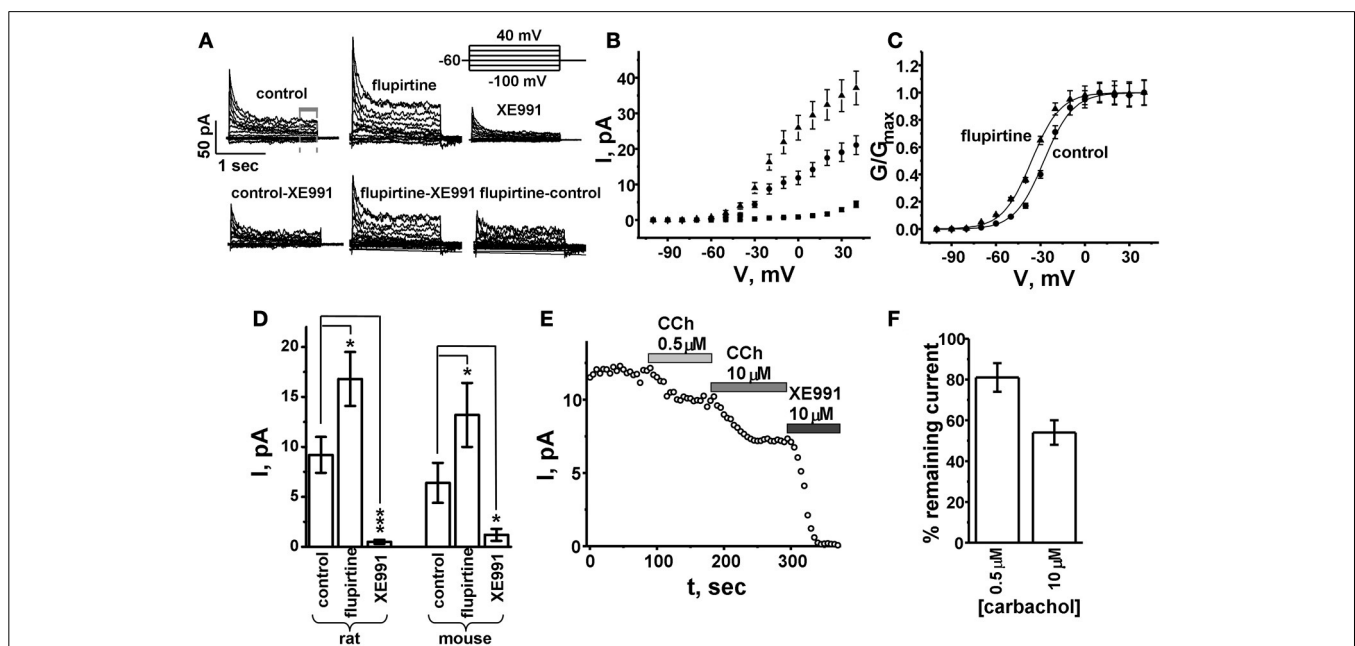 A
control
flupirtine
40 mV
-60
-100 mV
XE991
50 pA
1 sec
control-XE991
flupirtine-XE991
flupirtine-control
B
I, pA
40
30
20
10
0
-90
-60
-30
0
30
V, mV
C
G/Gmax
1.2
1.0
0.8
0.6
0.4
0.2
0.0
flupirtine
control
-90
-60
-30
0
30
V, mV
D
I, pA
20
15
10
5
0
*
***
*
*
control
flupirtine
XE991
control
flupirtine
XE991
rat
mouse
E
I, pA
10
5
0
CCh
0.5 µM
CCh
10 µM
XE991
10 µM
0
100
200
300
t, sec
F
% remaining current
100
80
60
40
20
0
0.5 µM
10 µM
[carbachol]